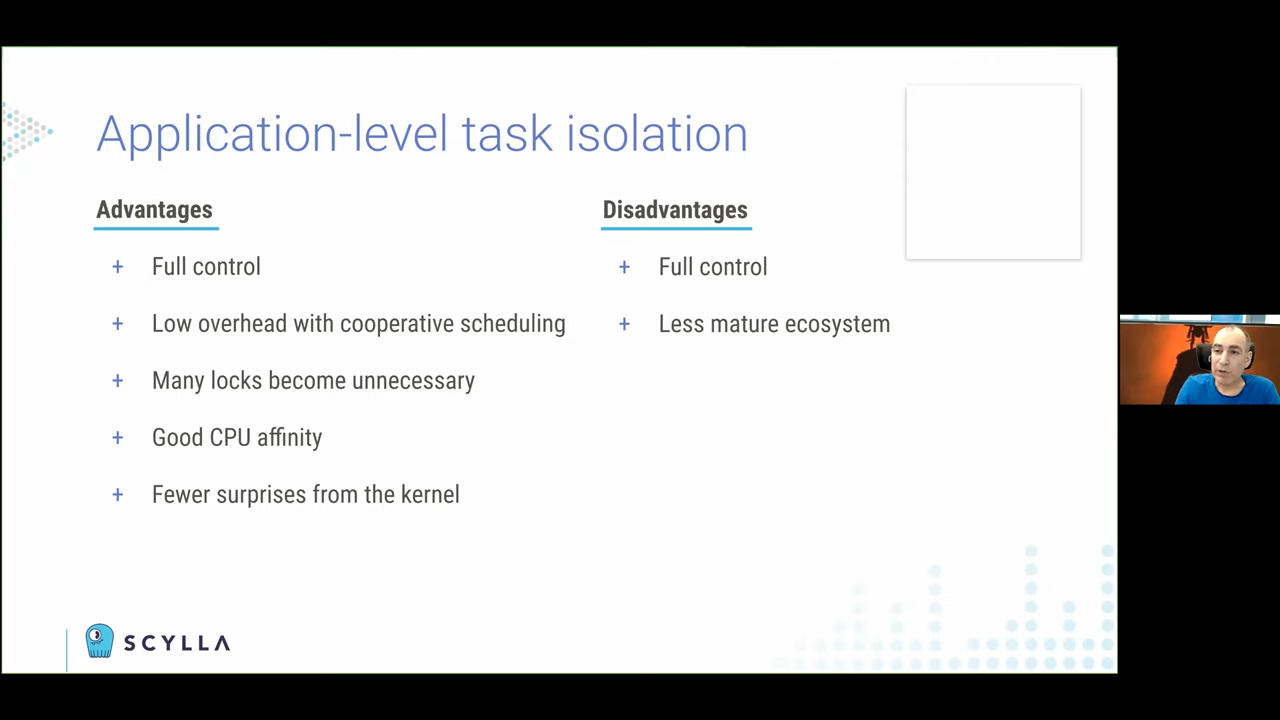 Application-level task isolation
Advantages
+ Full control
+ Low overhead with cooperative scheduling
+ Many locks become unnecessary
+ Good CPU affinity
+ Fewer surprises from the kernel
Disadvantages
+ Full control
+ Less mature ecosystem
SCYLLA